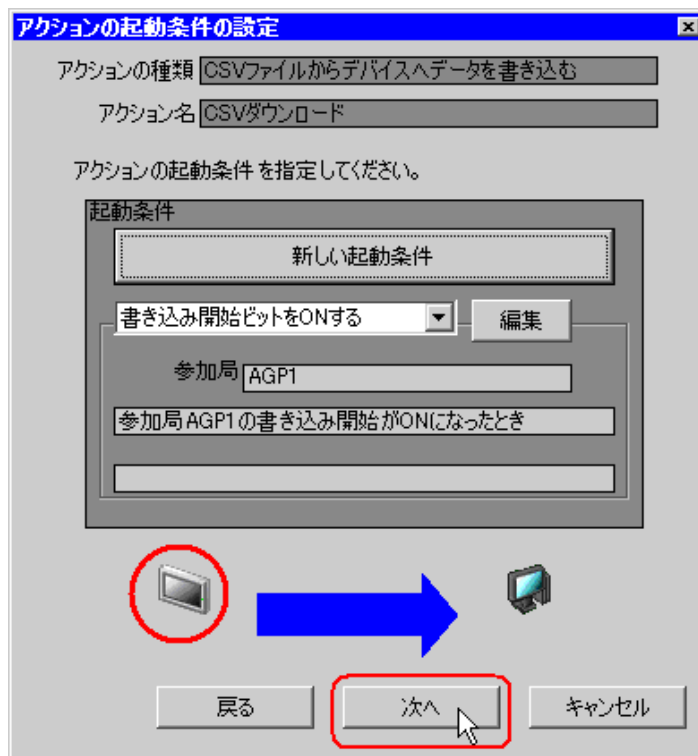 アクションの起動条件の設定
アクションの種類 CSVファイルからデバイスへデータを書き込む
アクション名 CSVダウンロード
アクションの起動条件を指定してください。
起動条件
新しい起動条件
書き込み開始ビットをONする 編集
参加局 AGP1
参加局AGP1の書き込み開始がONになったとき
戻る 次へ キャンセル